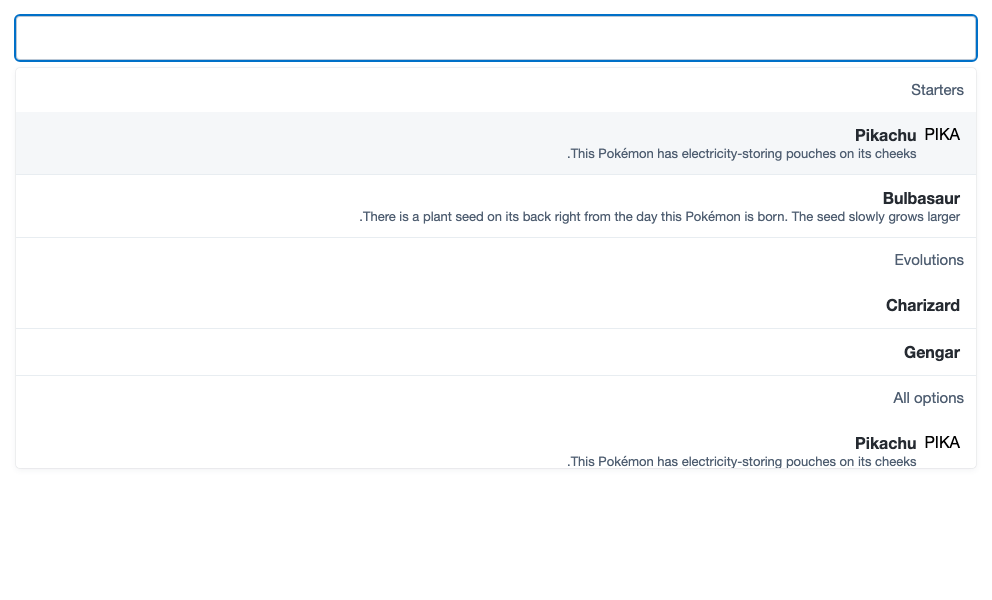 Starters
PIKA Pikachu
.This Pokémon has electricity-storing pouches on its cheeks
Bulbasaur
.There is a plant seed on its back right from the day this Pokémon is born. The seed slowly grows larger
Evolutions
Charizard
Gengar
All options
PIKA Pikachu
.This Pokémon has electricity-storing pouches on its cheeks